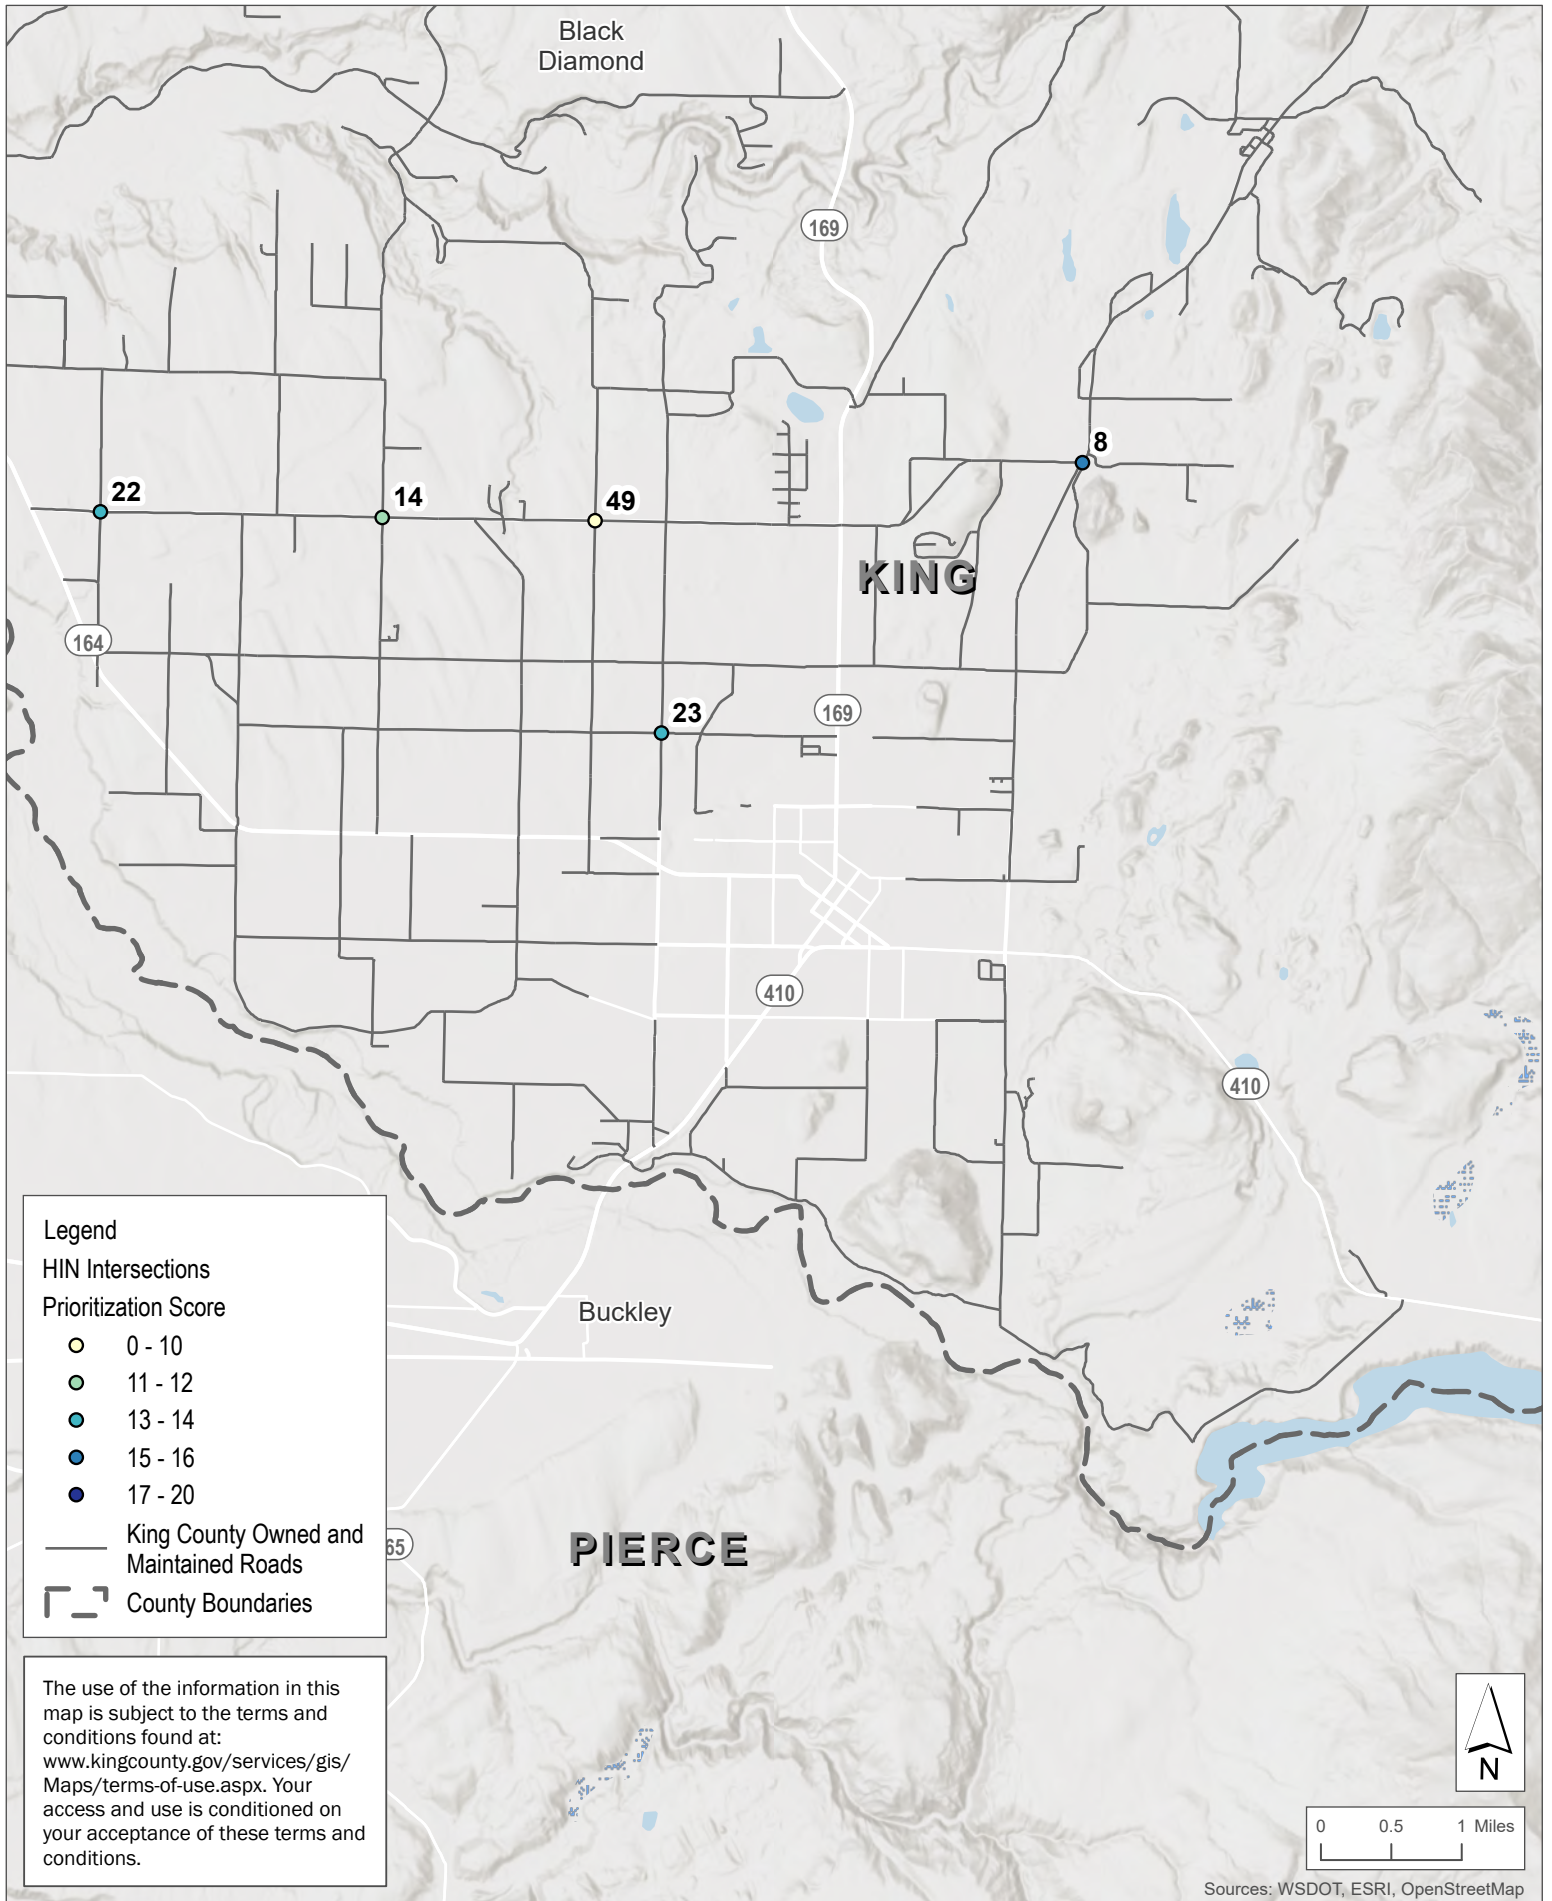 Black
Diamond
169
8
22
14
49
KING
164
23
169
410
410
Legend
HIN Intersections
Prioritization Score
0 - 10
11 - 12
13 - 14
15 - 16
17 - 20
King County Owned and
Maintained Roads
County Boundaries
Buckley
65
PIERCE
The use of the information in this
map is subject to the terms and
conditions found at:
www.kingcounty.gov/services/gis/
Maps/terms-of-use.aspx. Your
access and use is conditioned on
your acceptance of these terms and
conditions.
N
0 0.5 1 Miles
Sources: WSDOT, ESRI, OpenStreetMap